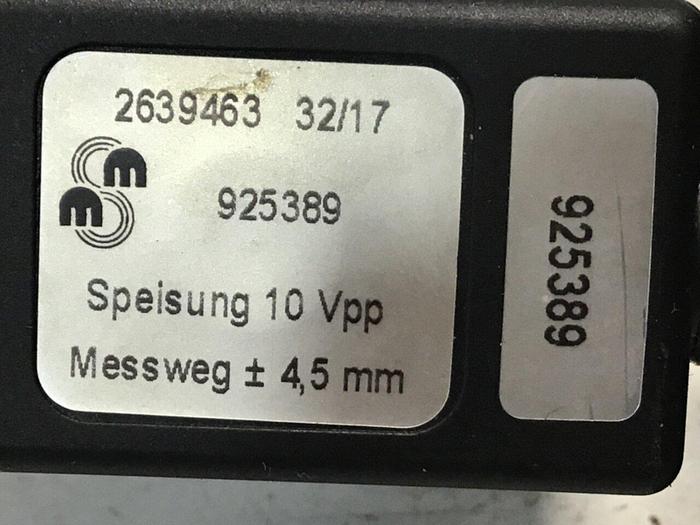 2639463 32/17
m
m
925389
Speisung 10 Vpp
Messweg ± 4,5 mm
925389